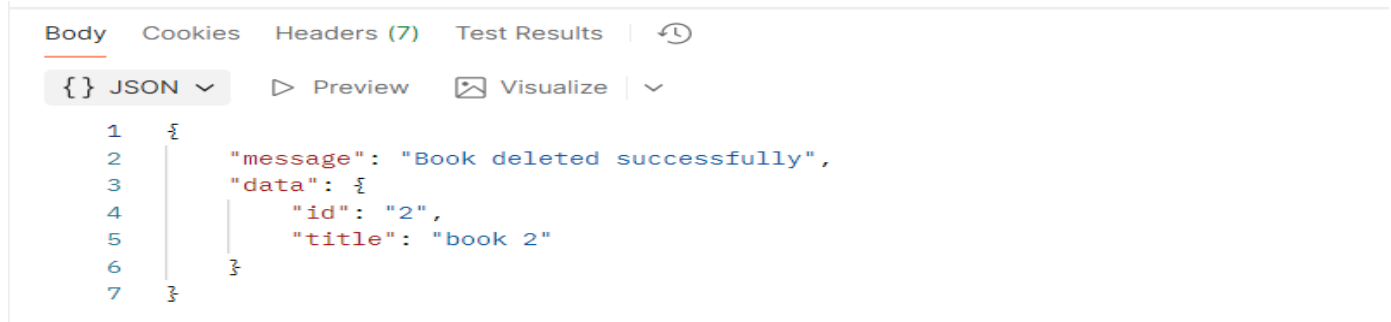 Body Cookies Headers (7) Test Results
{} JSON Preview Visualize
1 {
2 "message": "Book deleted successfully",
3 "data": {
4 "id": "2",
5 "title": "book 2"
6 }
7 }